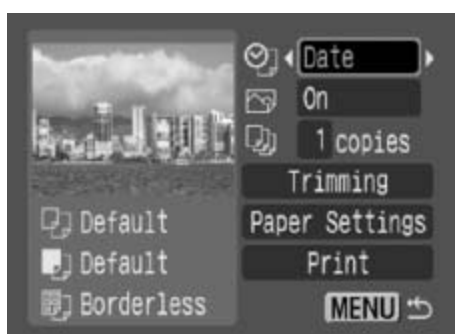 Date
On
1 copies
Trimming
Default
Paper Settings
Default
Print
Borderless
MENU